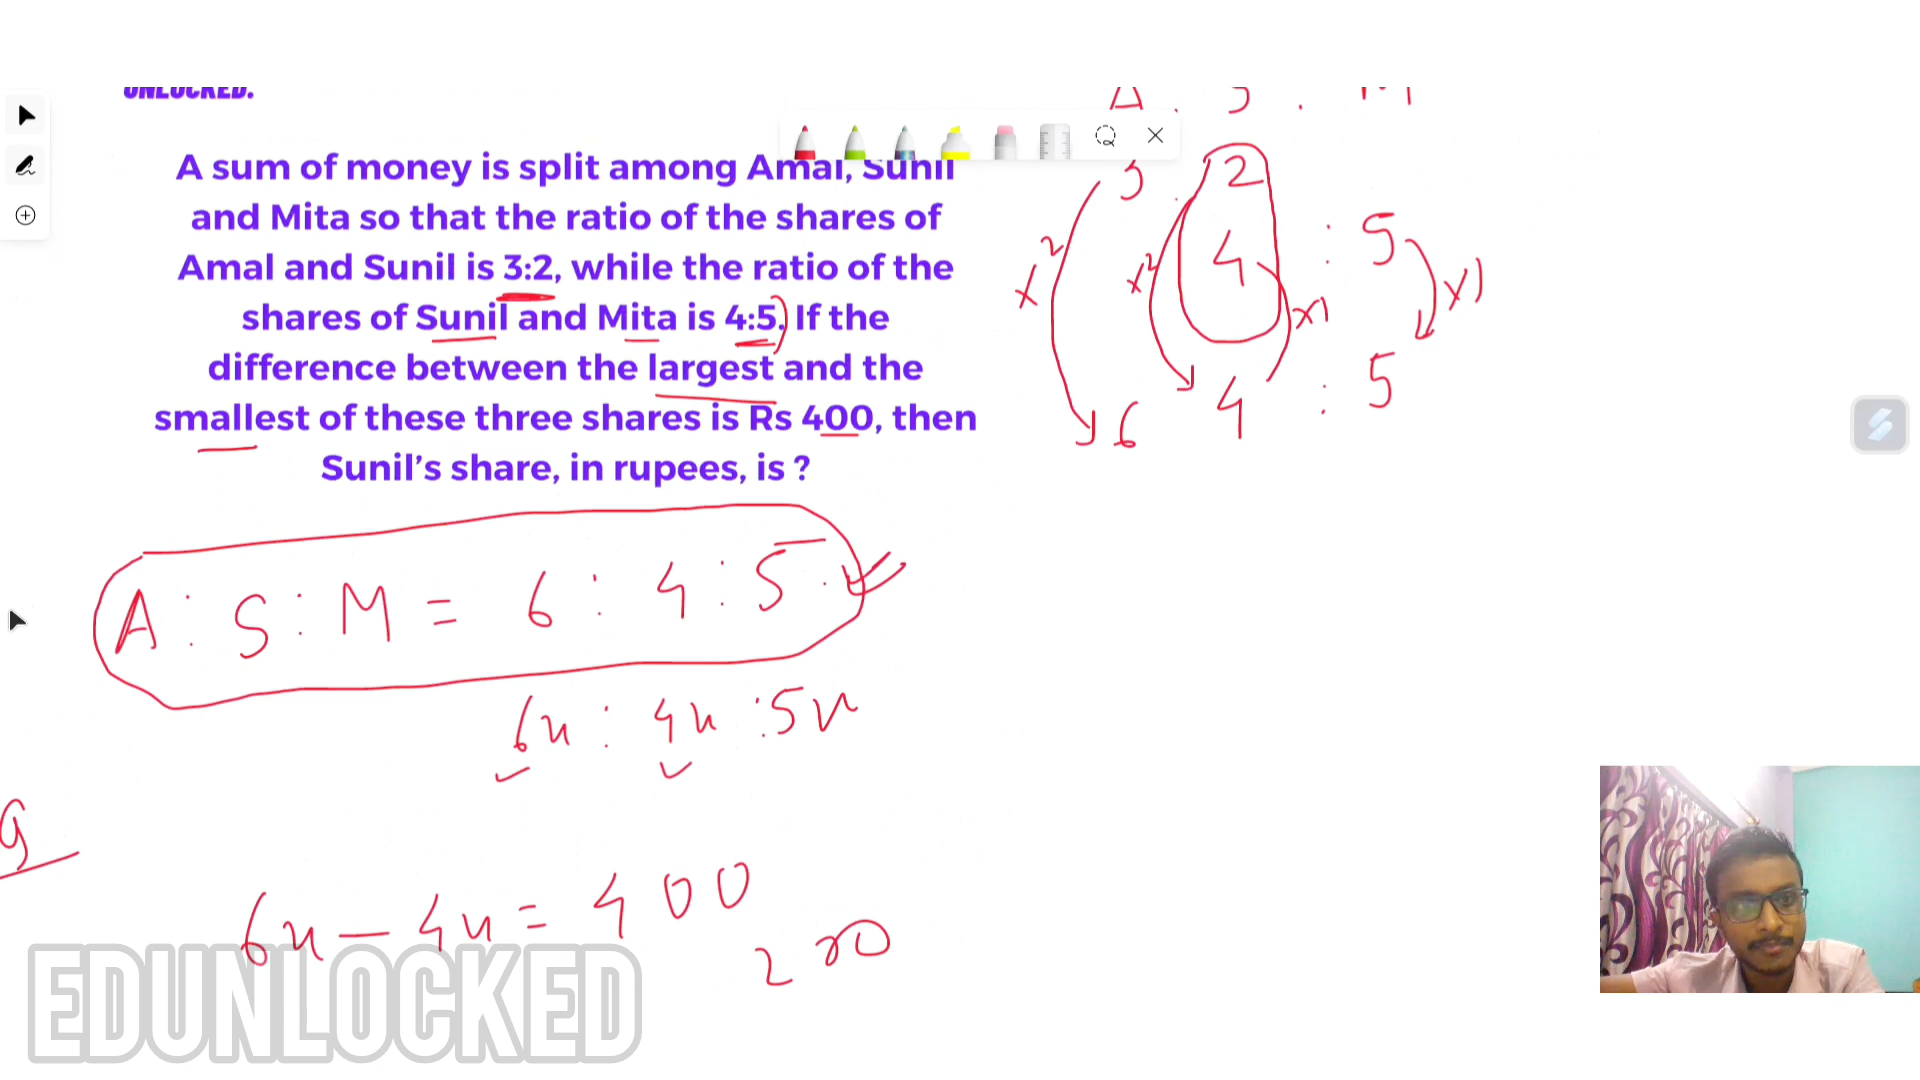 UNLOCKED.
A sum of money is split among Amal, Sunil
and Mita so that the ratio of the shares of
Amal and Sunil is 3:2, while the ratio of the
shares of Sunil and Mita is 4:5. If the
difference between the largest and the
smallest of these three shares is Rs 400, then
Sunil's share, in rupees, is ?
A : S : M = 6 : 4 : 5
6x : 4x : 5x
6x - 4x = 400
200
EDUNLOCKED
A : S : M
3 : 2
4 : 5
x2 x2 x1 x1
6 4 : 5